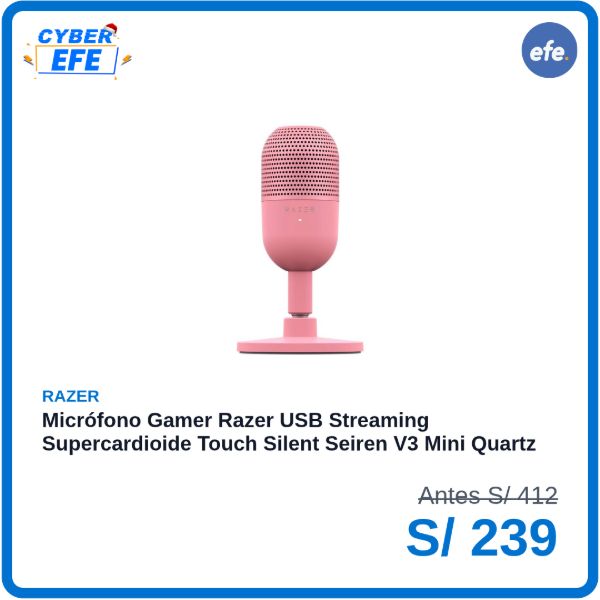 CYBER
EFE
efe.
RAZER
RAZER
Micrófono Gamer Razer USB Streaming
Supercardioide Touch Silent Seiren V3 Mini Quartz
Antes S/ 412
S/ 239